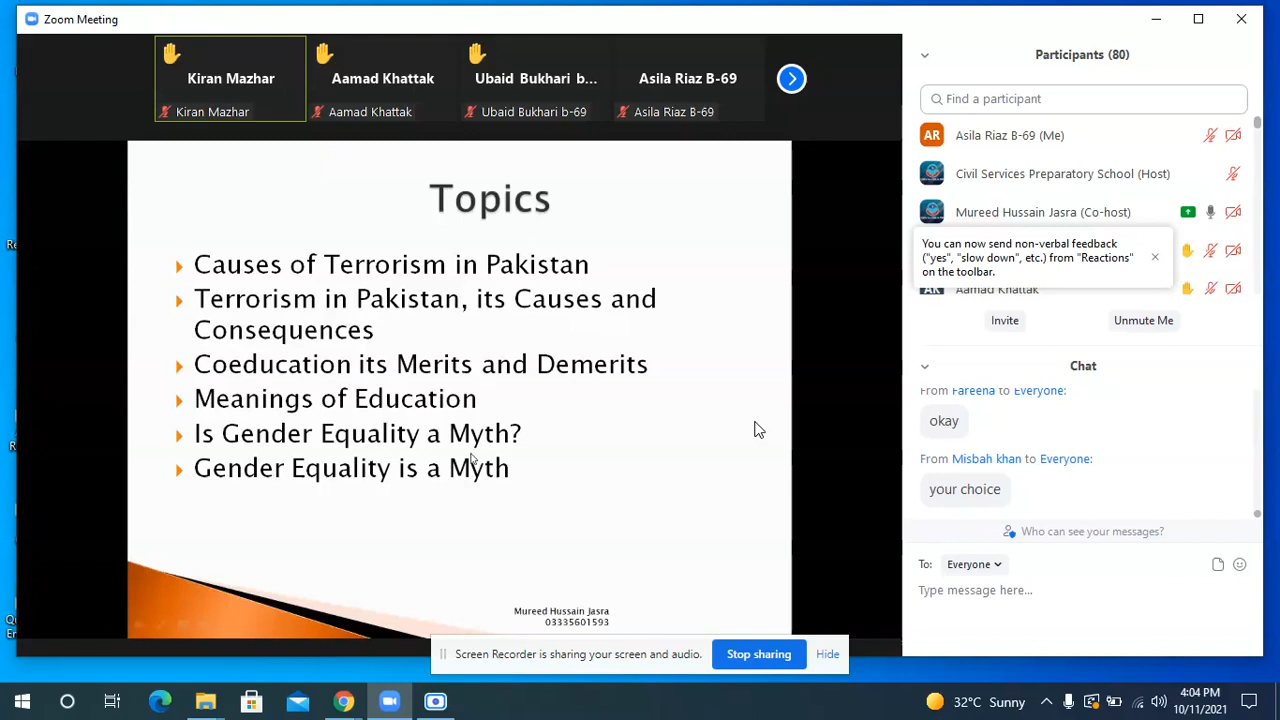 Zoom Meeting
Kiran Mazhar
Aamad Khattak
Ubaid Bukhari b...
Asila Riaz B-69
Kiran Mazhar
Aamad Khattak
Ubaid Bukhari b-69
Asila Riaz B-69
Topics
Causes of Terrorism in Pakistan
Terrorism in Pakistan, its Causes and
Consequences
Coeducation its Merits and Demerits
Meanings of Education
Is Gender Equality a Myth?
Gender Equality is a Myth
Mureed Hussain Jasra
03335601593
Participants (80)
Find a participant
AR Asila Riaz B-69 (Me)
Civil Services Preparatory School (Host)
Mureed Hussain Jasra (Co-host)
You can now send non-verbal feedback
("yes", "slow down", etc.) from "Reactions"
on the toolbar.
Aamad Khattak
Invite
Unmute Me
Chat
From Fareena to Everyone:
okay
From Misbah khan to Everyone:
your choice
Who can see your messages?
To: Everyone
Type message here...
Screen Recorder is sharing your screen and audio.
Stop sharing
Hide
32°C Sunny
4:04 PM
10/11/2021